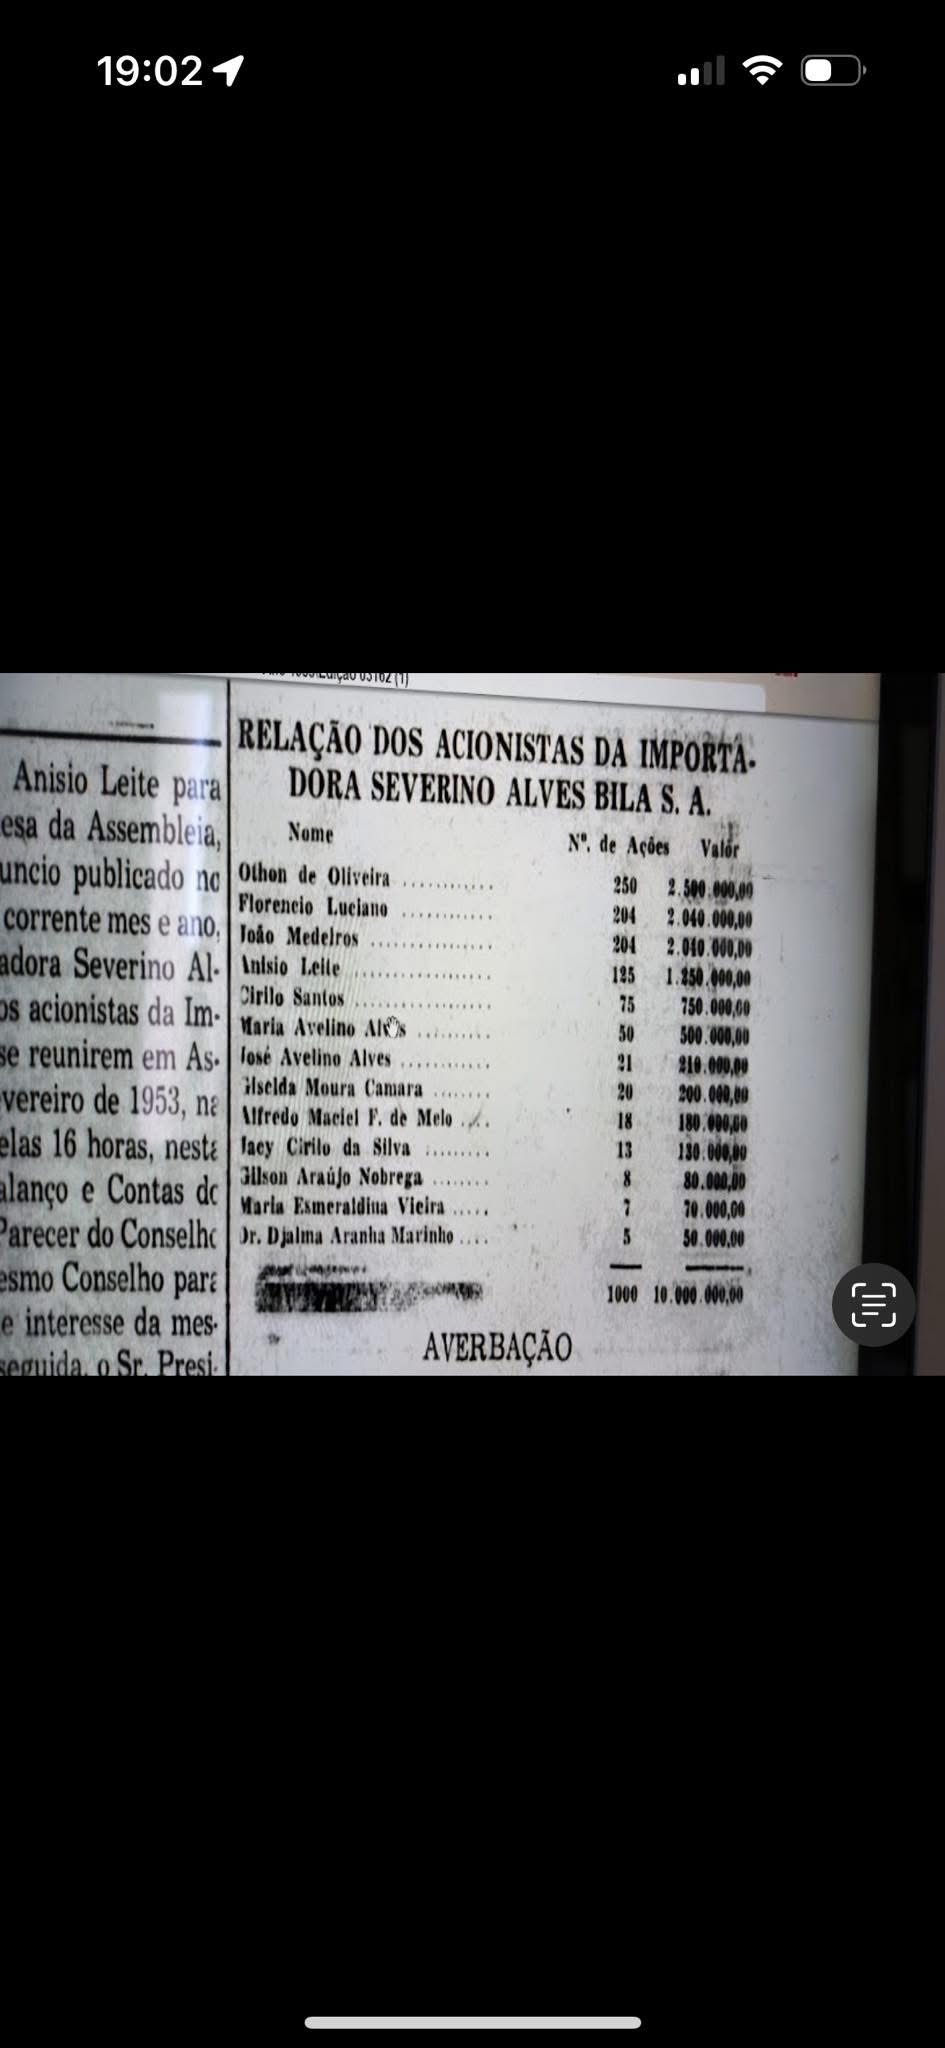 19:02
Edição 03162 (1)
Anisio Leite para
esa da Assembleia,
uncio publicado no
corrente mes e ano,
adora Severino Al-
os acionistas da Im-
se reunirem em As-
vereiro de 1953, na
elas 16 horas, nesta
alanço e Contas do
Parecer do Conselho
esmo Conselho para
e interesse da mes-
seguida, o Sr. Presi-
RELAÇÃO DOS ACIONISTAS DA IMPORTA-
DORA SEVERINO ALVES BILA S. A.
Nome Nº. de Ações Valor
Othon de Oliveira ............ 250 2.500.000,00
Florencio Luciano ............ 204 2.040.000,00
João Medeiros ................ 204 2.040.000,00
Anisio Leite .................. 125 1.250.000,00
Cirilo Santos .................. 75 750.000,00
Maria Avelino Alves .......... 50 500.000,00
José Avelino Alves ............ 21 210.000,00
Giselda Moura Camara ........ 20 200.000,00
Alfredo Maciel F. de Melo .... 18 180.000,00
Jacy Cirilo da Silva ......... 13 130.000,00
Gilson Araújo Nobrega ........ 8 80.000,00
Maria Esmeraldina Vieira ..... 7 70.000,00
Dr. Djalma Aranha Marinho .... 5 50.000,00
1000 10.000.000,00
AVERBAÇÃO